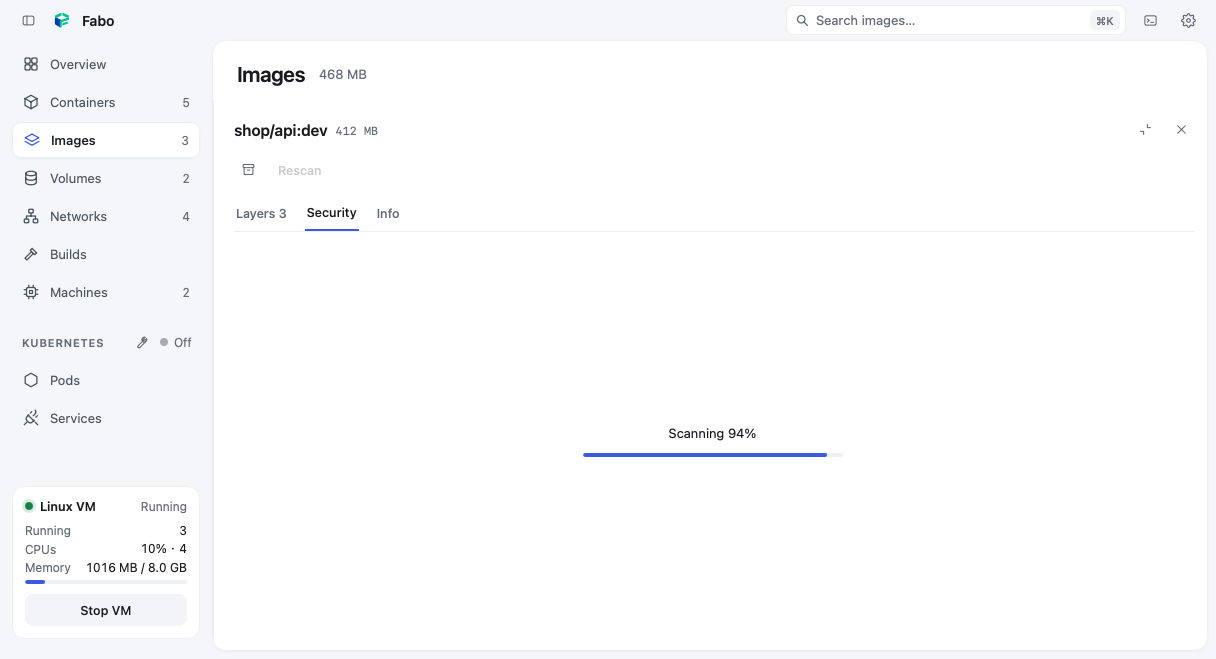 Fabo
Search images... ⌘K
Overview
Containers 5
Images 3
Volumes 2
Networks 4
Builds
Machines 2
KUBERNETES Off
Pods
Services
Linux VM Running
Running 3
CPUs 10% · 4
Memory 1016 MB / 8.0 GB
Stop VM
Images 468 MB
shop/api:dev 412 MB
Rescan
Layers 3 Security Info
Scanning 94%